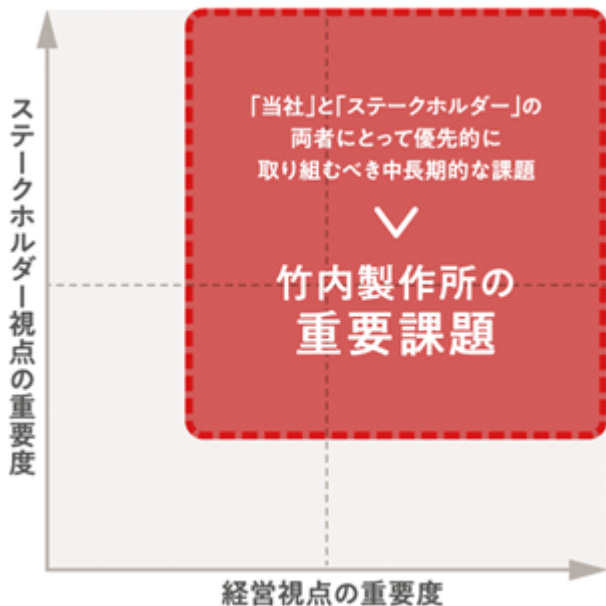 「当社」と「ステークホルダー」の
両者にとって優先的に
取り組むべき中長期的な課題
竹内製作所の
重要課題
ステークホルダー視点の重要度
経営視点の重要度